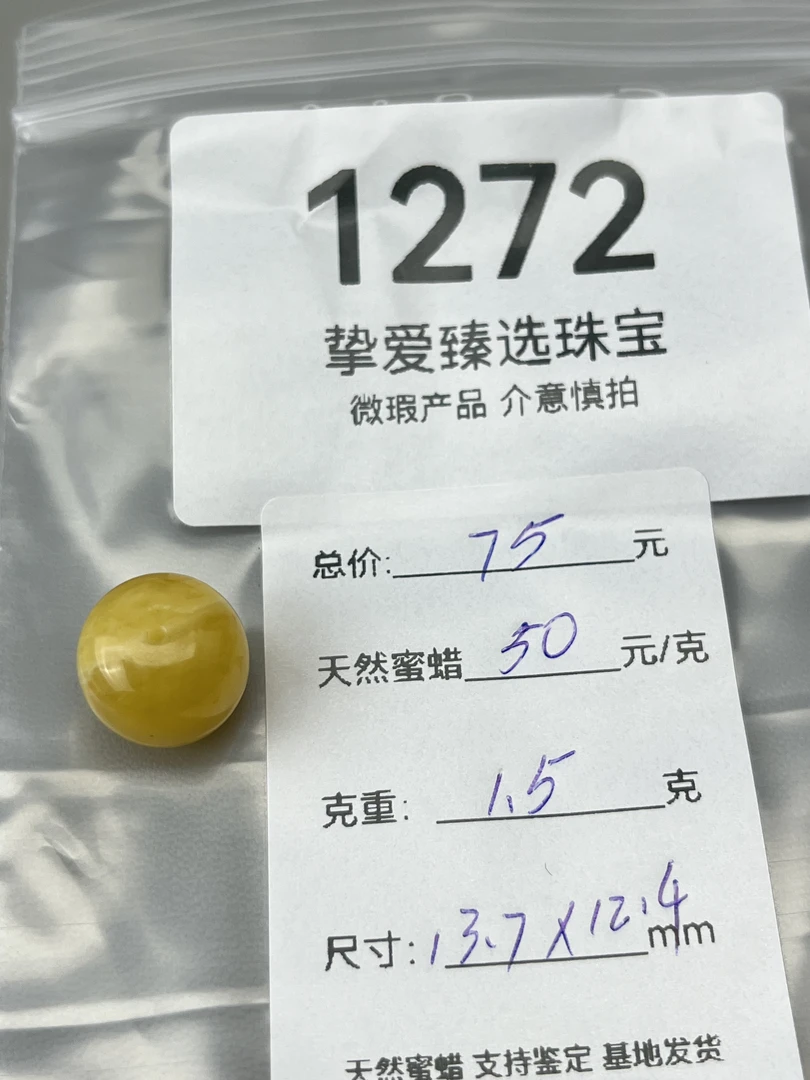 1272
挚爱臻选珠宝
微瑕产品 介意慎拍
总价: 75 元
天然蜜蜡 50 元/克
克重: 1.5 克
尺寸: 13.7×12.4 mm
天然蜜蜡 支持鉴定 基地发货